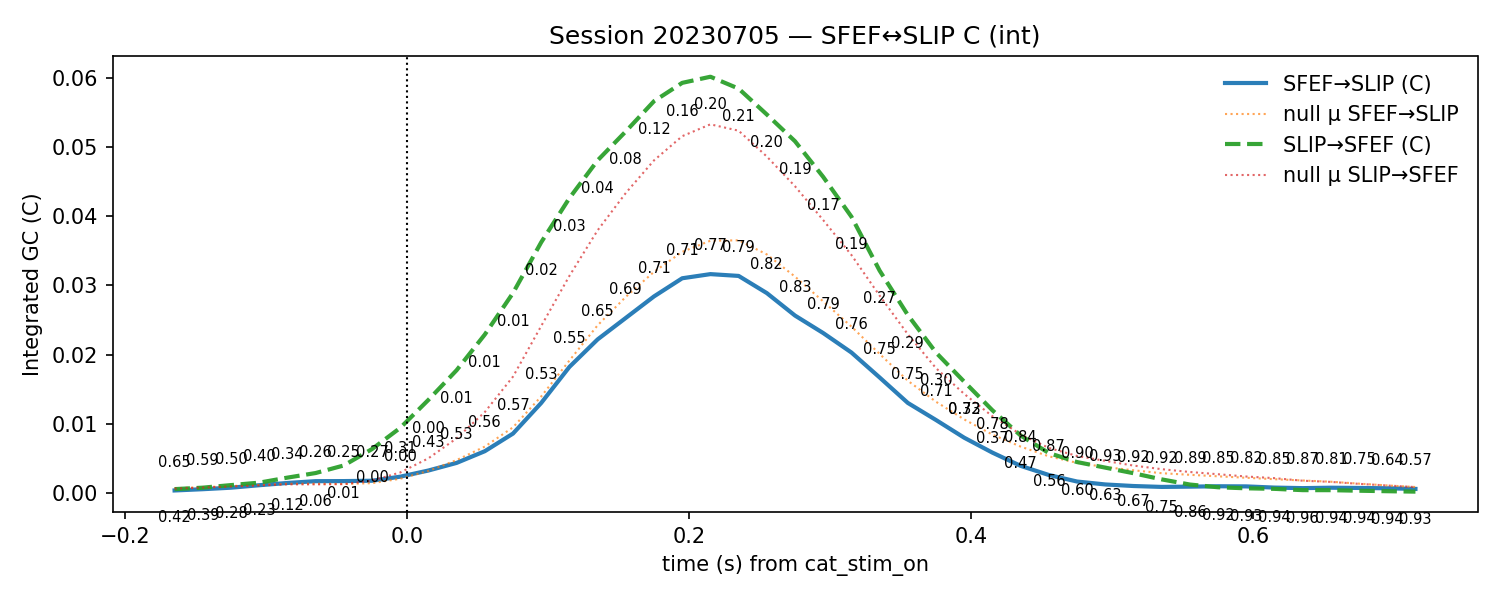 Session 20230705 — SFEF↔SLIP C (int)
Integrated GC (C)
0.06
0.05
0.04
0.03
0.02
0.01
0.00
SFEF→SLIP (C)
null μ SFEF→SLIP
SLIP→SFEF (C)
null μ SLIP→SFEF
0.65 0.59 0.50 0.40 0.34 0.26 0.25 0.27 0.31 0.43 0.53 0.56 0.57 0.53 0.55 0.65 0.69 0.71 0.71 0.77 0.79 0.82 0.83 0.79 0.76 0.75 0.75 0.71 0.73 0.78 0.84 0.87 0.90 0.93 0.92 0.92 0.89 0.85 0.82 0.85 0.87 0.81 0.75 0.64 0.57
0.42 0.39 0.28 0.23 0.12 0.06 0.01 0.00 0.00 0.00 0.01 0.01 0.01 0.02 0.03 0.04 0.08 0.12 0.16 0.20 0.21 0.20 0.19 0.17 0.19 0.27 0.29 0.30 0.37 0.47 0.56 0.60 0.63 0.67 0.75 0.86 0.92 0.93 0.94 0.96 0.94 0.94 0.94 0.93
−0.2
0.0
0.2
0.4
0.6
time (s) from cat_stim_on